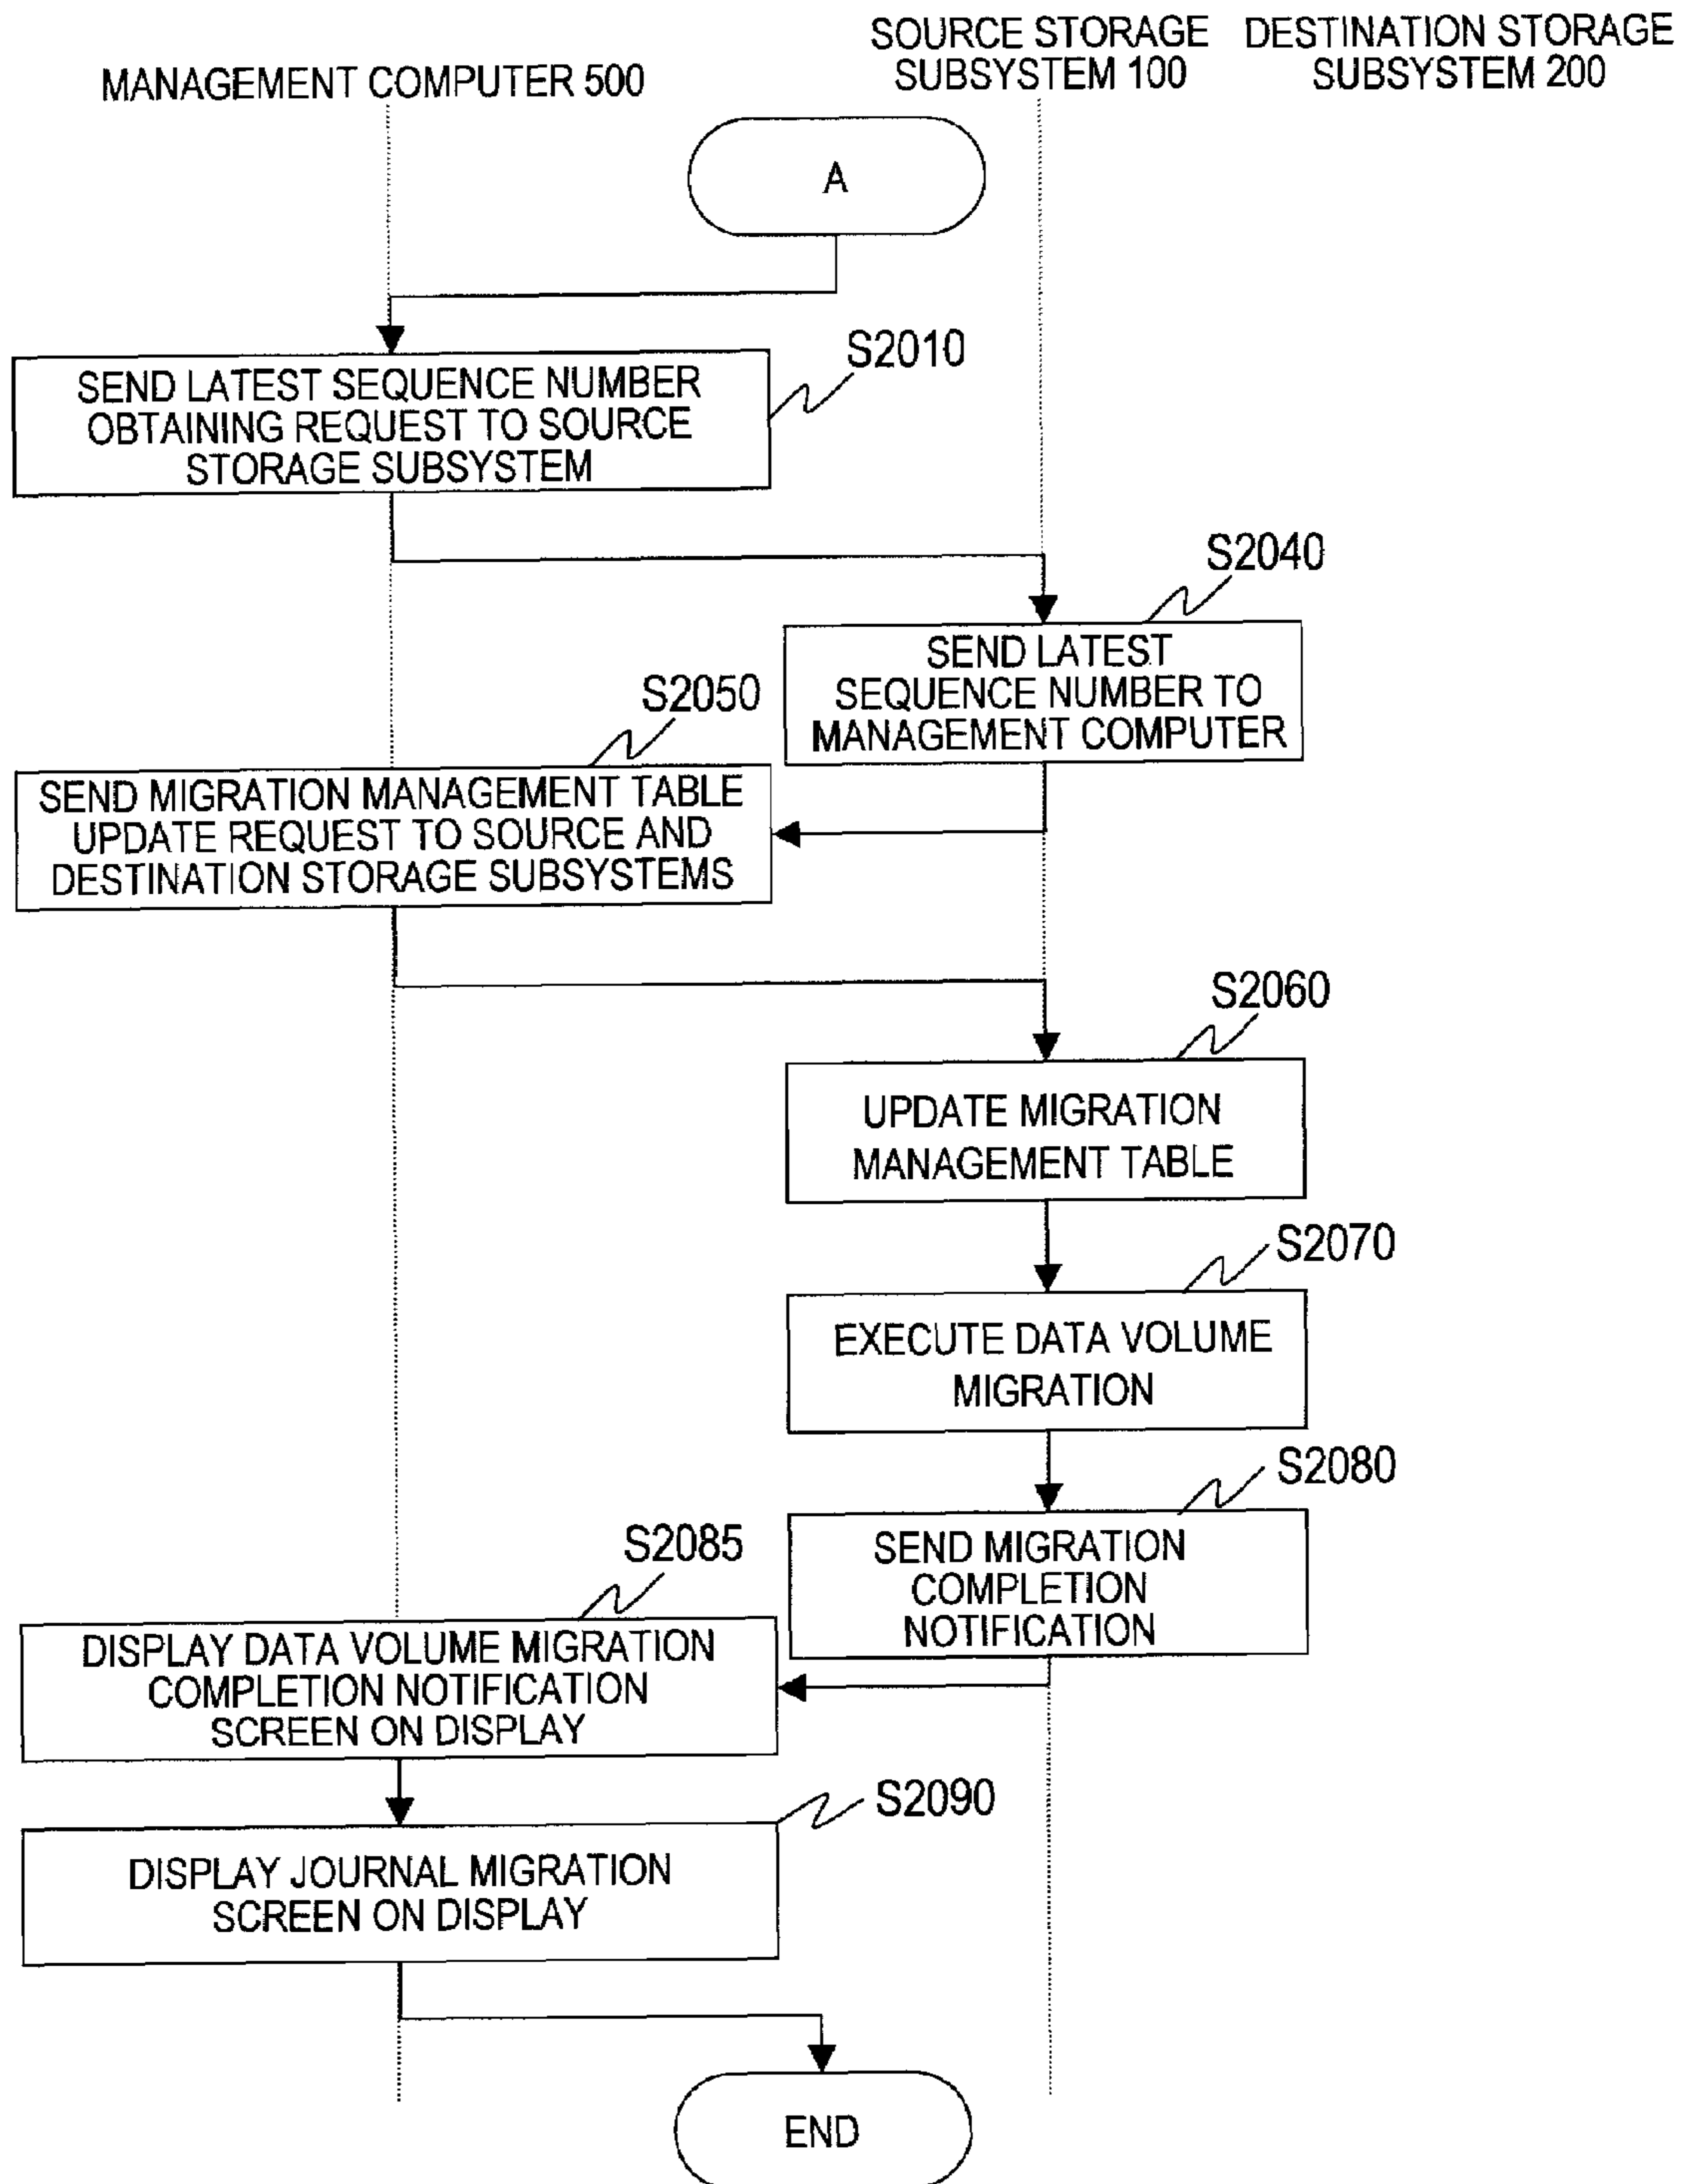 SOURCE STORAGE
SUBSYSTEM 100
DESTINATION STORAGE
SUBSYSTEM 200
MANAGEMENT COMPUTER 500
A
S2010
SEND LATEST SEQUENCE NUMBER
OBTAINING REQUEST TO SOURCE
STORAGE SUBSYSTEM
S2040
SEND LATEST
SEQUENCE NUMBER TO
MANAGEMENT COMPUTER
S2050
SEND MIGRATION MANAGEMENT TABLE
UPDATE REQUEST TO SOURCE AND
DESTINATION STORAGE SUBSYSTEMS
S2060
UPDATE MIGRATION
MANAGEMENT TABLE
S2070
EXECUTE DATA VOLUME
MIGRATION
S2080
SEND MIGRATION
COMPLETION
NOTIFICATION
S2085
DISPLAY DATA VOLUME MIGRATION
COMPLETION NOTIFICATION
SCREEN ON DISPLAY
S2090
DISPLAY JOURNAL MIGRATION
SCREEN ON DISPLAY
END